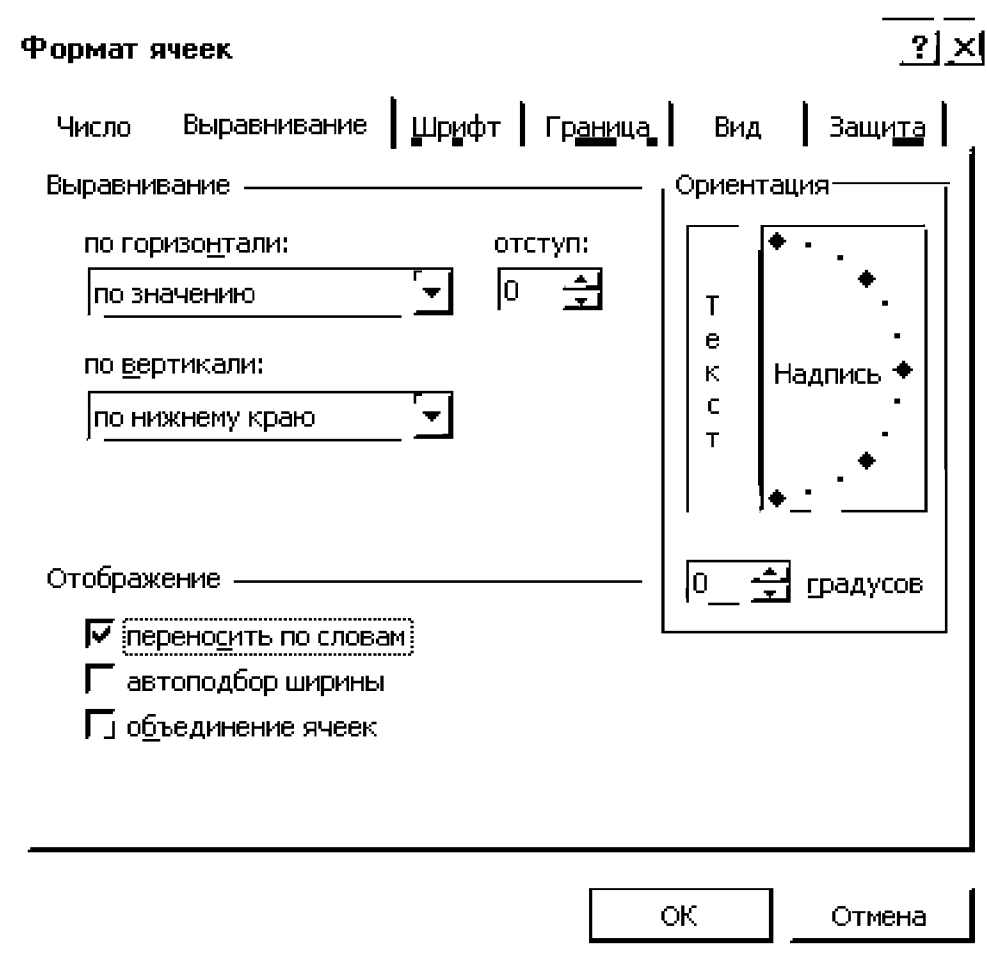 Формат ячеек ? ×
Число Выравнивание Шрифт Граница Вид Защита
Выравнивание
по горизонтали: отступ:
по значению 0
по вертикали:
по нижнему краю
Ориентация
Текст
Надпись
0 градусов
Отображение
переносить по словам
автоподбор ширины
объединение ячеек
ОК Отмена